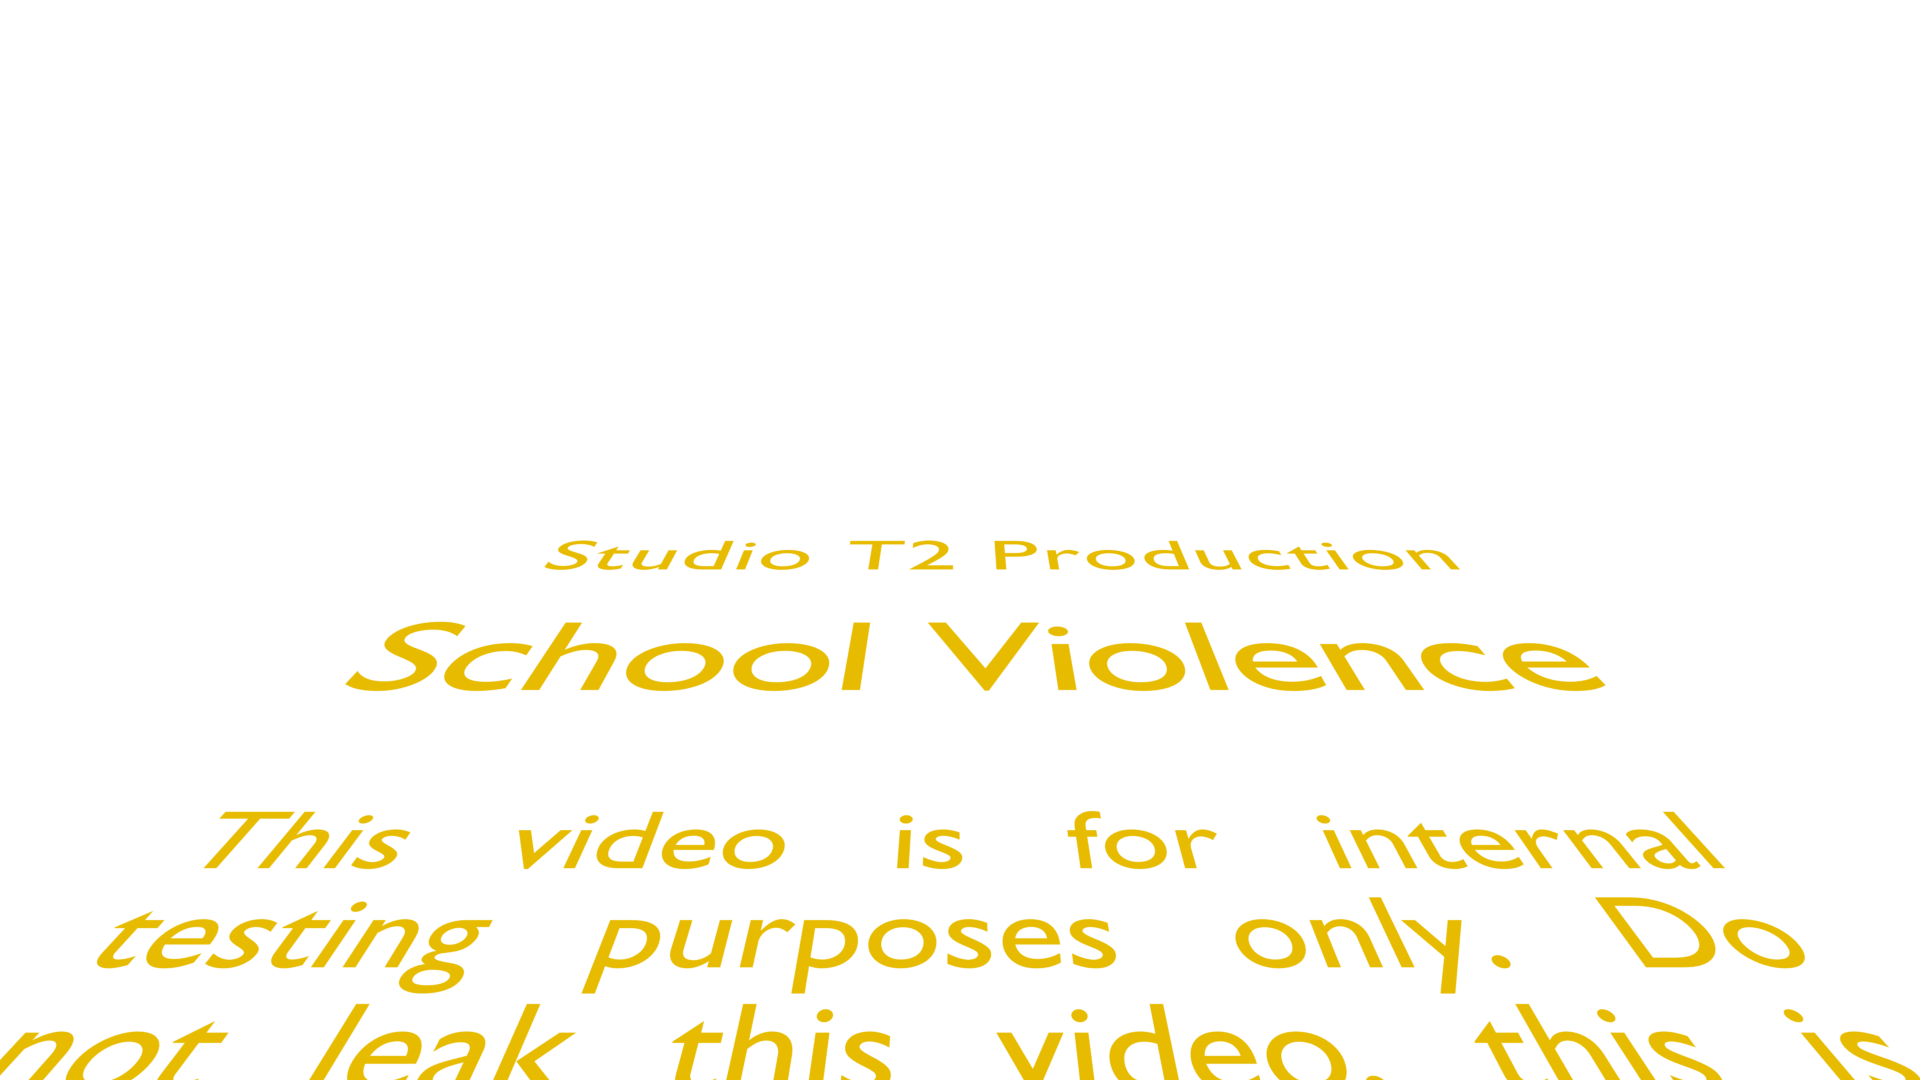 Studio T2 Production
School Violence
This video is for internal
testing purposes only. Do
not leak this video, this is